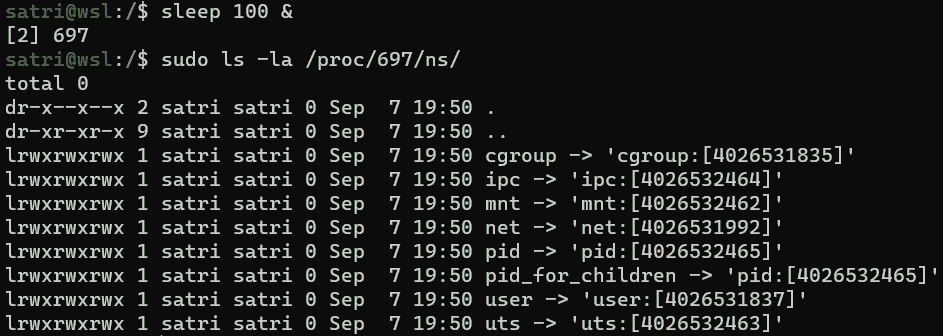 satri@wsl:/$ sleep 100 &
[2] 697
satri@wsl:/$ sudo ls -la /proc/697/ns/
total 0
dr-x--x--x 2 satri satri 0 Sep  7 19:50 .
dr-xr-xr-x 9 satri satri 0 Sep  7 19:50 ..
lrwxrwxrwx 1 satri satri 0 Sep  7 19:50 cgroup -> 'cgroup:[4026531835]'
lrwxrwxrwx 1 satri satri 0 Sep  7 19:50 ipc -> 'ipc:[4026532464]'
lrwxrwxrwx 1 satri satri 0 Sep  7 19:50 mnt -> 'mnt:[4026532462]'
lrwxrwxrwx 1 satri satri 0 Sep  7 19:50 net -> 'net:[4026531992]'
lrwxrwxrwx 1 satri satri 0 Sep  7 19:50 pid -> 'pid:[4026532465]'
lrwxrwxrwx 1 satri satri 0 Sep  7 19:50 pid_for_children -> 'pid:[4026532465]'
lrwxrwxrwx 1 satri satri 0 Sep  7 19:50 user -> 'user:[4026531837]'
lrwxrwxrwx 1 satri satri 0 Sep  7 19:50 uts -> 'uts:[4026532463]'